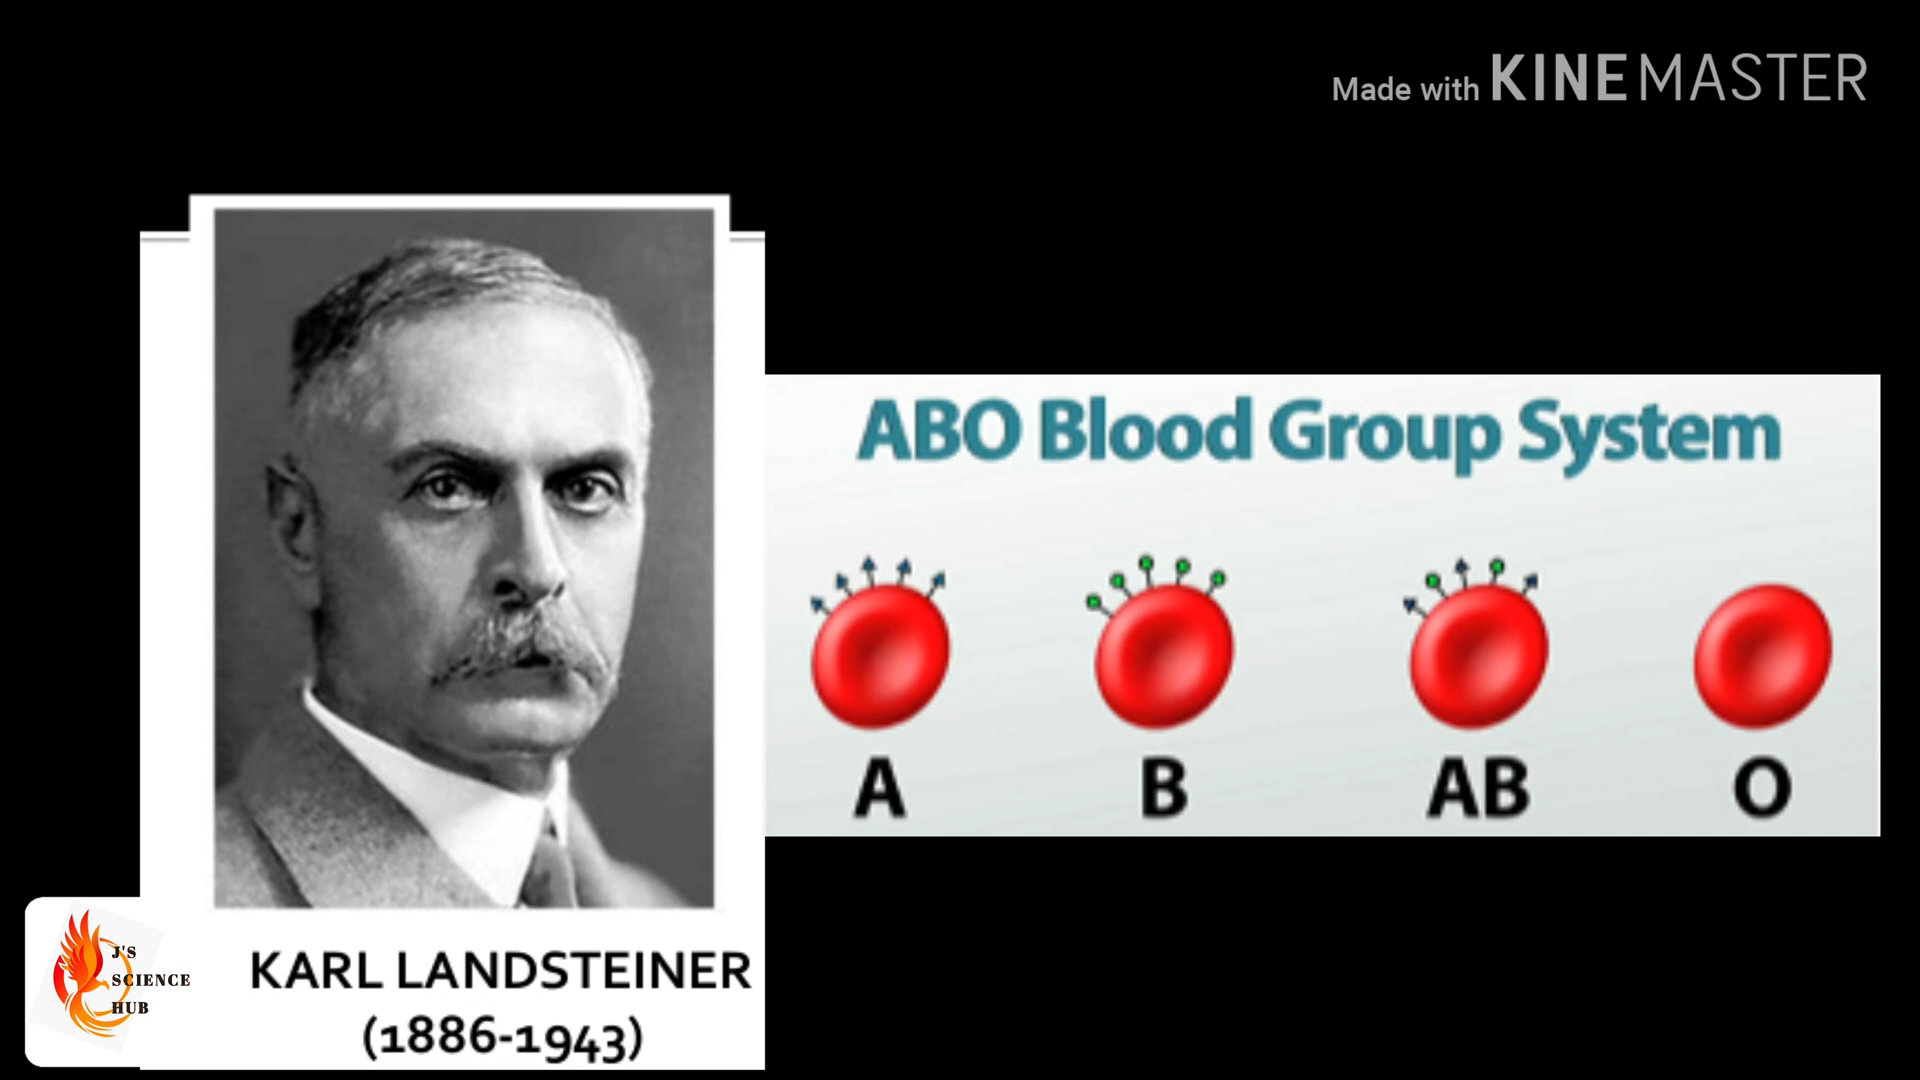 Made with KINEMASTER
ABO Blood Group System
A B AB O
J'S
SCIENCE
HUB
KARL LANDSTEINER
(1886-1943)